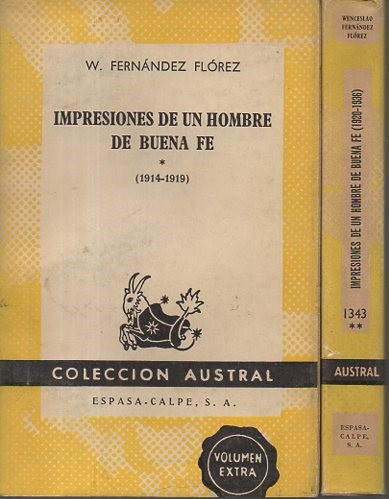 W. FERNÁNDEZ FLÓREZ
IMPRESIONES DE UN HOMBRE
DE BUENA FE
*
(1914-1919)
COLECCION AUSTRAL
ESPASA-CALPE, S. A.
VOLUMEN
EXTRA
WENCESLAO
FERNÁNDEZ
FLÓREZ
IMPRESIONES DE UN HOMBRE DE BUENA FE (1920-1936)
1343
**
AUSTRAL
ESPASA-
CALPE,
S. A.